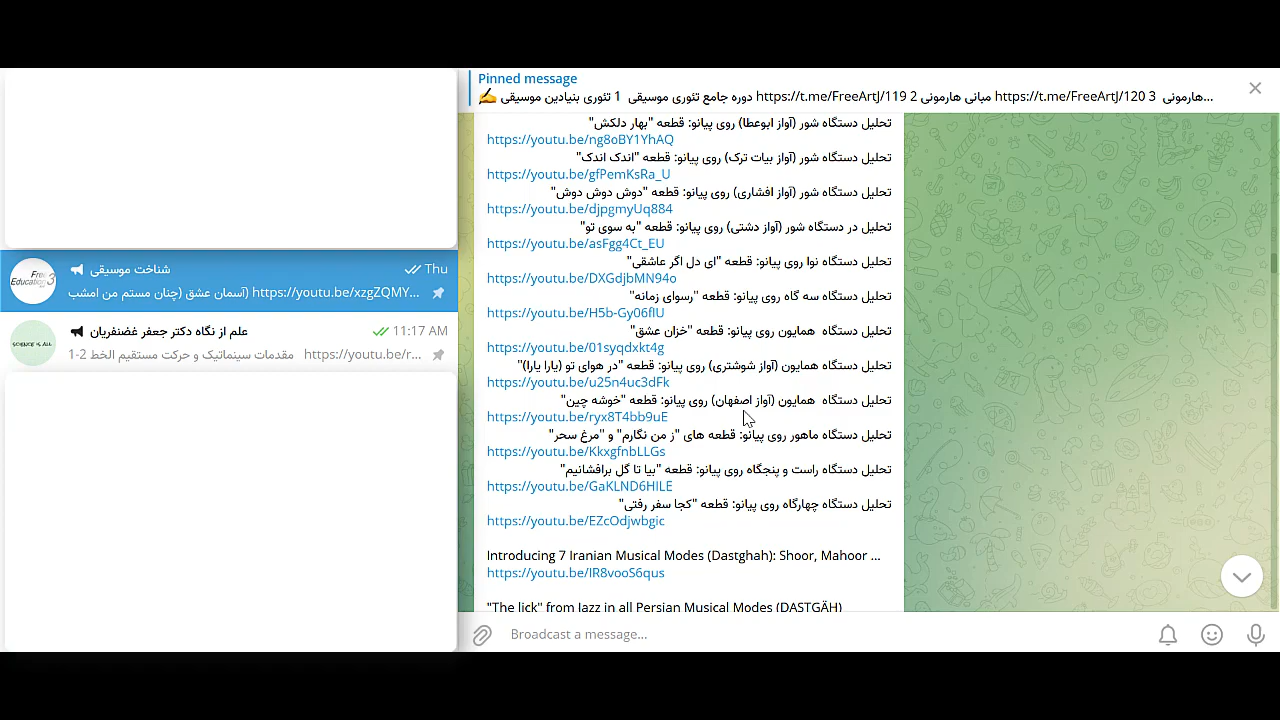 Free
Education 3
شناخت موسیقی
Thu
آسمان عشق (چنان مستم من امشب) https://youtu.be/xzgZQMY...
SCIENCE IS ALL
علم از نگاه دکتر جعفر غضنفریان
11:17 AM
مقدمات سینماتیک و حرکت مستقیم الخط 2-1 https://youtu.be/r...
Pinned message
✍️ دوره جامع تئوری موسیقی 1 تئوری بنیادین موسیقی https://t.me/FreeArtJ/119 2 مبانی هارمونی https://t.me/FreeArtJ/120 3 هارمونی...
تحلیل دستگاه شور (آواز ابوعطا) روی پیانو: قطعه "بهار دلکش"
https://youtu.be/ng8oBY1YhAQ
تحلیل دستگاه شور (آواز بیات ترک) روی پیانو: قطعه "اندک اندک"
https://youtu.be/gfPemKsRa_U
تحلیل دستگاه شور (آواز افشاری) روی پیانو: قطعه "دوش دوش دوش"
https://youtu.be/djpgmyUq884
تحلیل در دستگاه شور (آواز دشتی) روی پیانو: قطعه "به سوی تو"
https://youtu.be/asFgg4Ct_EU
تحلیل دستگاه نوا روی پیانو: قطعه "ای دل اگر عاشقی"
https://youtu.be/DXGdjbMN94o
تحلیل دستگاه سه گاه روی پیانو: قطعه "رسوای زمانه"
https://youtu.be/H5b-Gy06fIU
تحلیل دستگاه همایون روی پیانو: قطعه "خزان عشق"
https://youtu.be/01syqdxkt4g
تحلیل دستگاه همایون (آواز شوشتری) روی پیانو: قطعه "در هوای تو (یارا یارا)"
https://youtu.be/u25n4uc3dFk
تحلیل دستگاه همایون (آواز اصفهان) روی پیانو: قطعه "خوشه چین"
https://youtu.be/ryx8T4bb9uE
تحلیل دستگاه ماهور روی پیانو: قطعه های "ز من نگارم" و "مرغ سحر"
https://youtu.be/KkxgfnbLLGs
تحلیل دستگاه راست و پنجگاه روی پیانو: قطعه "بیا تا گل برافشانیم"
https://youtu.be/GaKLND6HILE
تحلیل دستگاه چهارگاه روی پیانو: قطعه "کجا سفر رفتی"
https://youtu.be/EZcOdjwbgic
Introducing 7 Iranian Musical Modes (Dastghah): Shoor, Mahoor ...
https://youtu.be/IR8vooS6qus
"The lick" from Jazz in all Persian Musical Modes (DASTGÄH)
Broadcast a message...